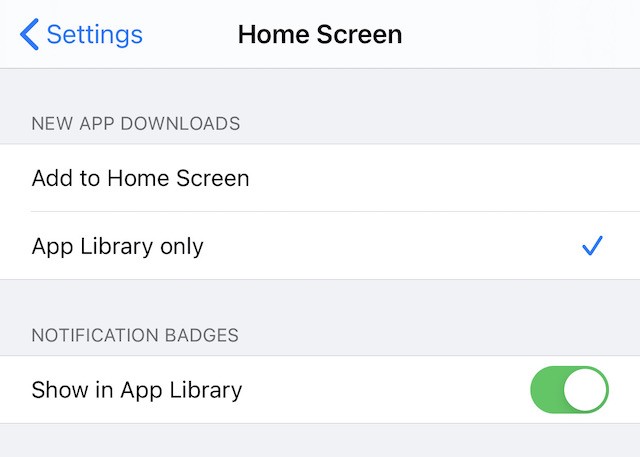 Settings
Home Screen
NEW APP DOWNLOADS
Add to Home Screen
App Library only
NOTIFICATION BADGES
Show in App Library